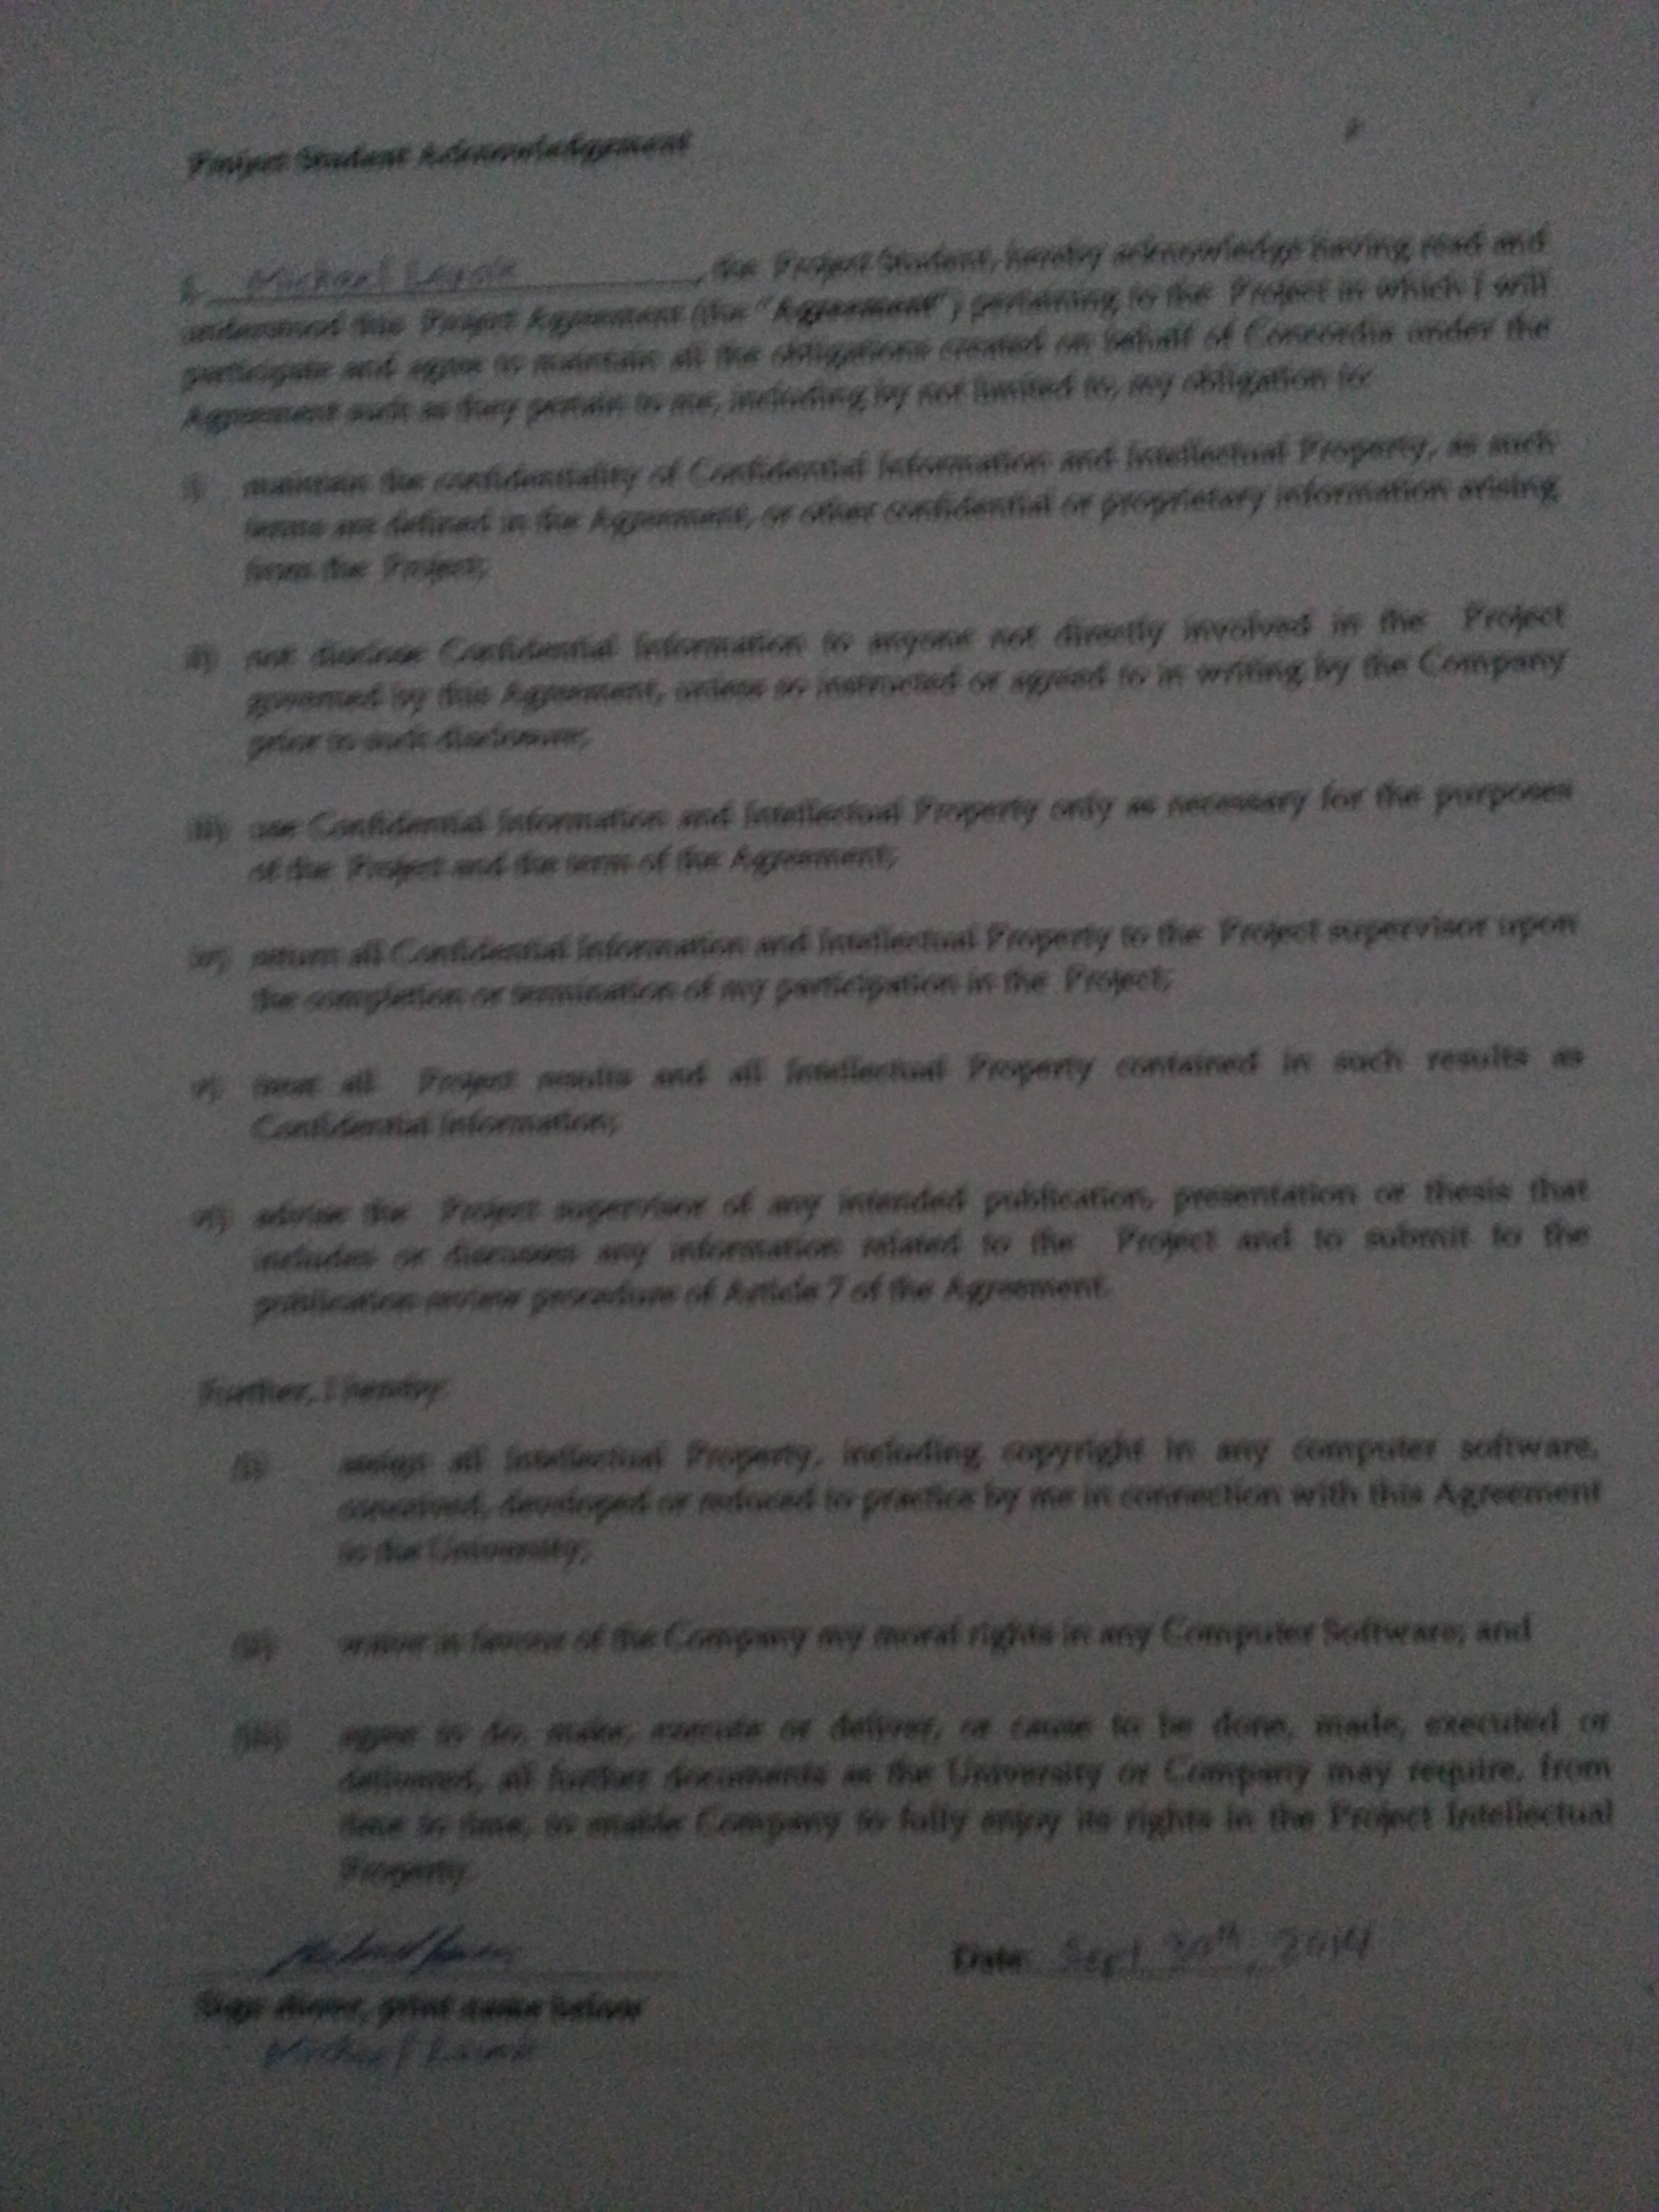 Project Student Acknowledgement
I, Michael , the Project Student, hereby acknowledge having read and
understood this Project Agreement (the "Agreement") pertaining to the Project in which I will
participate and agree to maintain all the obligations created on behalf of Concordia under the
Agreement such as they pertain to me, including by not limited to, my obligation to:
i) maintain the confidentiality of Confidential Information and Intellectual Property, as such
terms are defined in the Agreement, or other confidential or proprietary information arising
from the Project;
ii) not disclose Confidential Information to anyone not directly involved in the Project
governed by this Agreement, unless so instructed or agreed to in writing by the Company
prior to such disclosure;
iii) use Confidential Information and Intellectual Property only as necessary for the purposes
of the Project and the term of the Agreement;
iv) return all Confidential Information and Intellectual Property to the Project supervisor upon
the completion or termination of my participation in the Project;
v) treat all Project results and all Intellectual Property contained in such results as
Confidential Information;
vi) advise the Project supervisor of any intended publication, presentation or thesis that
includes or discusses any information related to the Project and to submit to the
publication review procedure of Article 7 of the Agreement.
Further, I hereby:
(i) assign all Intellectual Property, including copyright in any computer software,
conceived, developed or reduced to practice by me in connection with this Agreement
to the University;
(ii) waive in favour of the Company my moral rights in any Computer Software; and
(iii) agree to do, make, execute or deliver, or cause to be done, made, executed or
delivered, all further documents as the University or Company may require, from
time to time, to enable Company to fully enjoy its rights in the Project Intellectual
Property.
Date: Sept 30th, 2014
Sign above, print name below
Michael